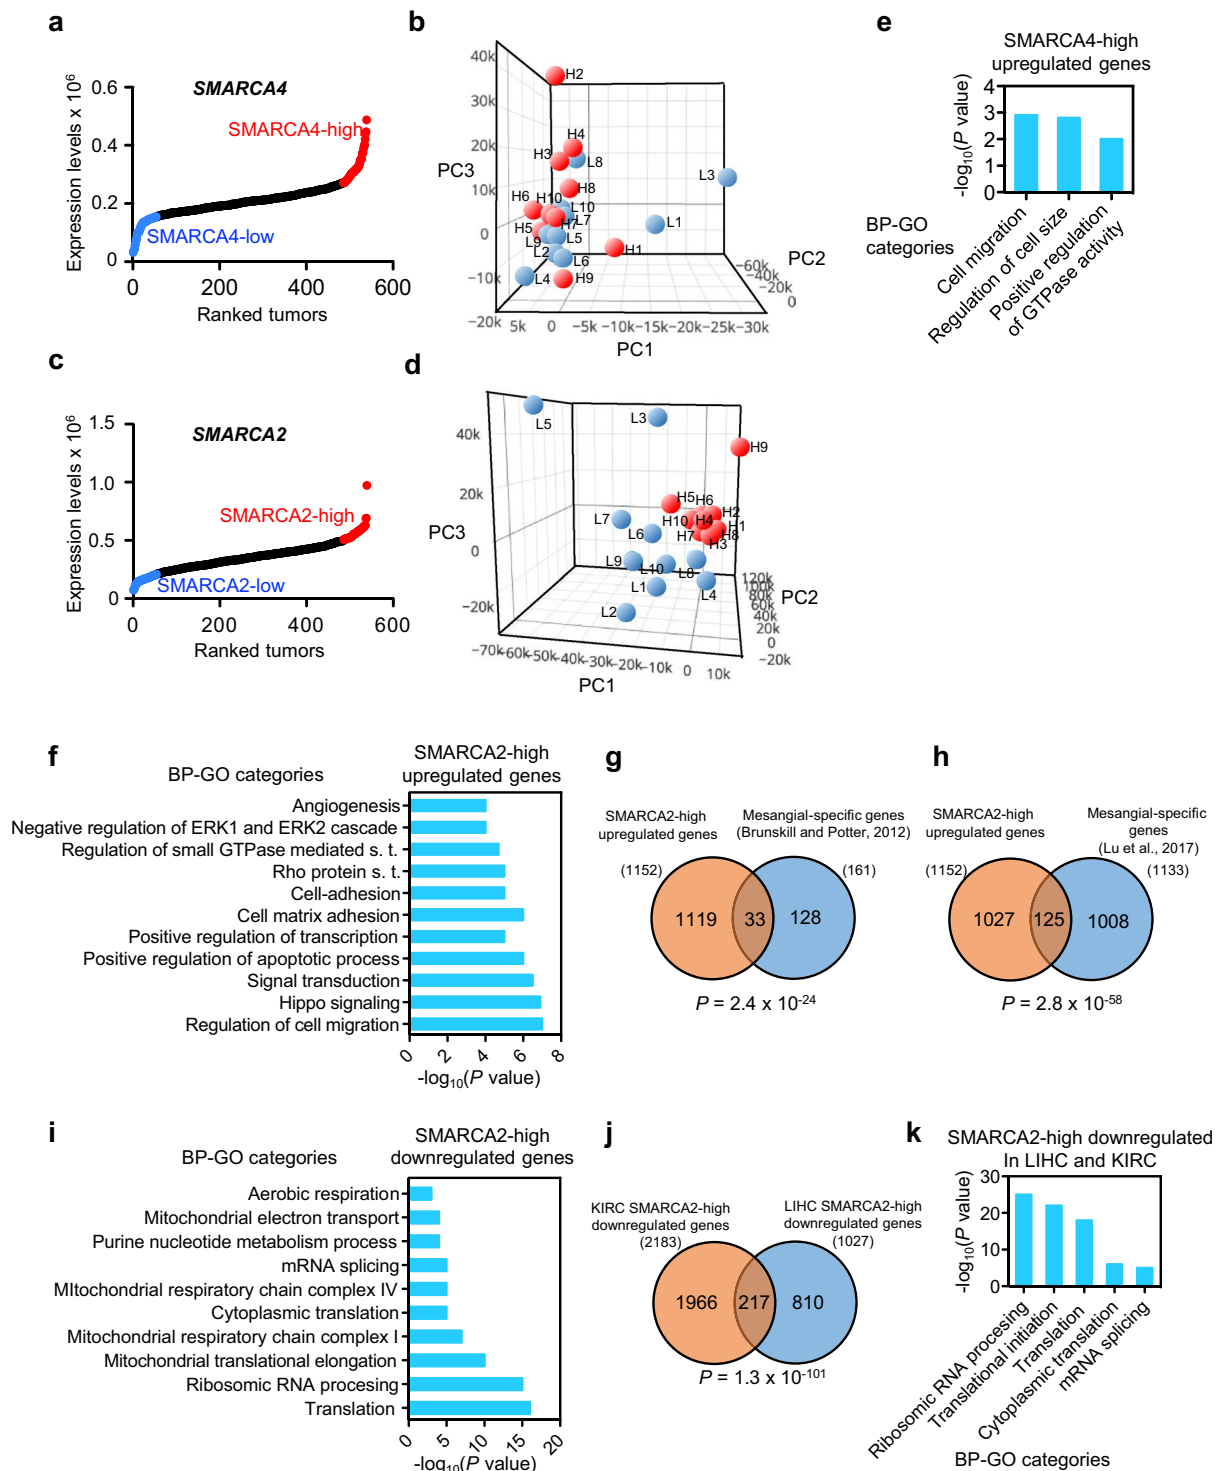 a
Expression levels x 10⁶
0.6
0.4
0.2
0
SMARCA4
SMARCA4-high
SMARCA4-low
0
200
400
600
Ranked tumors
b
40k
30k
20k
10k
0
−10k
−20k
PC3
H2
H4
H3
L8
L3
H8
H6
H10
L10
L7
H7
H5
L9
L5
L1
H1
L2
L6
L4
H9
5k
0
−5k
−10k
−15k
−20k
−25k
−30k
PC1
−60k
−40k
−20k
0
PC2
e
SMARCA4-high
upregulated genes
-log₁₀(P value)
4
3
2
1
0
BP-GO
categories
Cell migration
Regulation of cell size
Positive regulation
of GTPase activity
c
Expression levels x 10⁶
1.5
1.0
0.5
0
SMARCA2
SMARCA2-high
SMARCA2-low
0
200
400
600
Ranked tumors
d
40k
20k
0
−20k
PC3
L5
L3
H9
H5
H6
H2
L7
H10
H4
H1
L6
H7
H8
H3
L9
L10
L8
L1
L4
L2
−70k
−60k
−50k
−40k
−30k
−20k
−10k
0
10k
PC1
120k
100k
80k
60k
40k
20k
0
−20k
PC2
f
BP-GO categories
SMARCA2-high
upregulated genes
Angiogenesis
Negative regulation of ERK1 and ERK2 cascade
Regulation of small GTPase mediated s. t.
Rho protein s. t.
Cell-adhesion
Cell matrix adhesion
Positive regulation of transcription
Positive regulation of apoptotic process
Signal transduction
Hippo signaling
Regulation of cell migration
0
2
4
6
8
-log₁₀(P value)
g
SMARCA2-high
upregulated genes
(1152)
Mesangial-specific genes
(Brunskill and Potter, 2012)
(161)
1119
33
128
P = 2.4 x 10⁻²⁴
h
SMARCA2-high
upregulated genes
(1152)
Mesangial-specific
genes
(Lu et al., 2017)
(1133)
1027
125
1008
P = 2.8 x 10⁻⁵⁸
i
BP-GO categories
SMARCA2-high
downregulated genes
Aerobic respiration
Mitochondrial electron transport
Purine nucleotide metabolism process
mRNA splicing
MItochondrial respiratory chain complex IV
Cytoplasmic translation
Mitochondrial respiratory chain complex I
Mitochondrial translational elongation
Ribosomic RNA procesing
Translation
0
5
10
15
20
-log₁₀(P value)
j
KIRC SMARCA2-high
downregulated genes
(2183)
LIHC SMARCA2-high
downregulated genes
(1027)
1966
217
810
P = 1.3 x 10⁻¹⁰¹
k
SMARCA2-high downregulated
In LIHC and KIRC
-log₁₀(P value)
30
20
10
0
Ribosomic RNA procesing
Translational initiation
Translation
Cytoplasmic translation
mRNA splicing
BP-GO categories